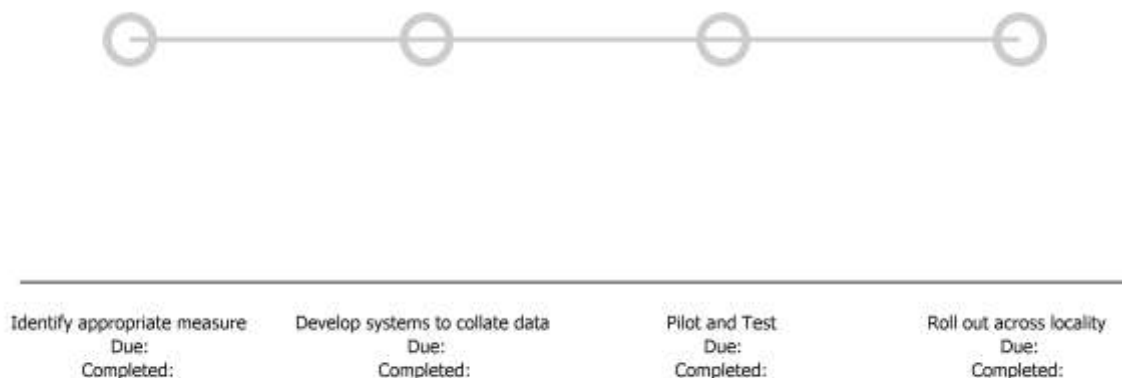 Identify appropriate measure
Due:
Completed:
Develop systems to collate data
Due:
Completed:
Pilot and Test
Due:
Completed:
Roll out across locality
Due:
Completed: